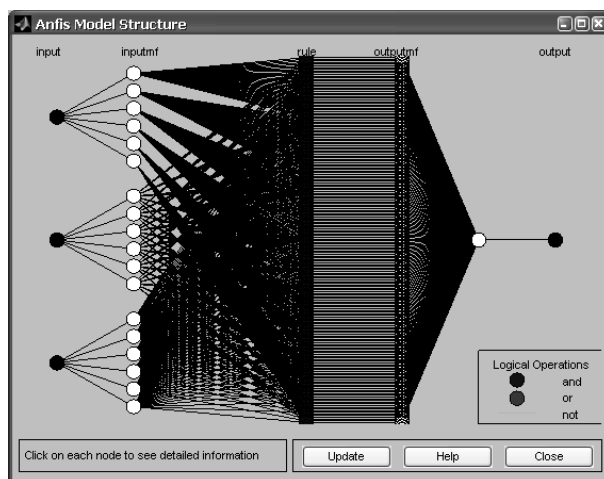 Anfis Model Structure
input inputmf rule outputmf output
Logical Operations
and
or
not
Click on each node to see detailed information
Update Help Close